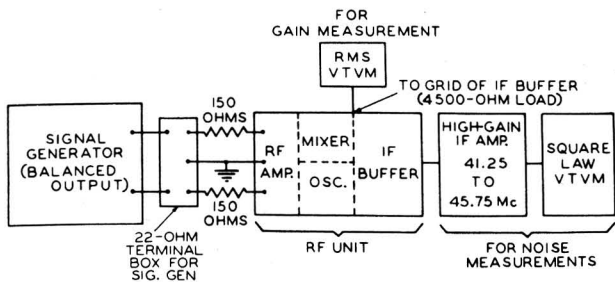 FOR
GAIN MEASUREMENT
RMS
VTVM
TO GRID OF IF BUFFER
(4500-OHM LOAD)
150
OHMS
SIGNAL
GENERATOR
(BALANCED
OUTPUT)
RF
AMP.
MIXER
OSC.
IF
BUFFER
HIGH-GAIN
IF AMP.
41.25
TO
45.75 Mc
SQUARE
LAW
VTVM
150
OHMS
22-OHM
TERMINAL
BOX FOR
SIG. GEN
RF UNIT
FOR NOISE
MEASUREMENTS